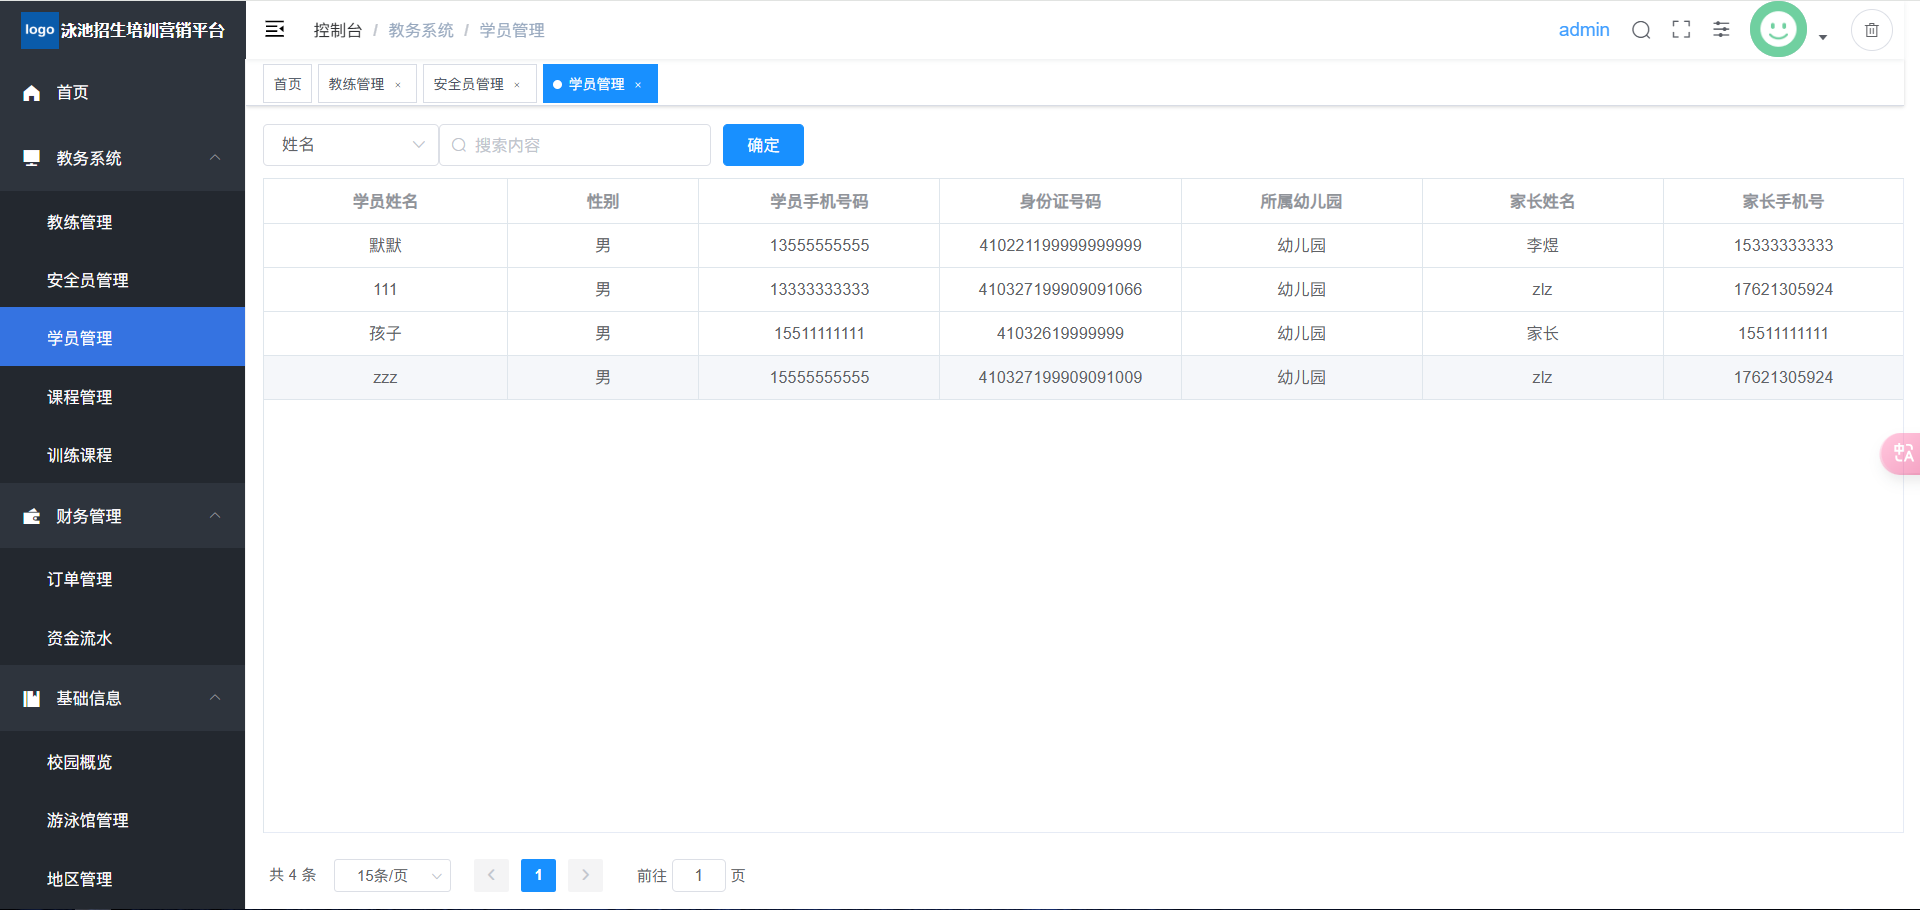 logo 泳池招生培训营销平台
首页
教务系统
教练管理
安全员管理
学员管理
课程管理
训练课程
财务管理
订单管理
资金流水
基础信息
校园概览
游泳馆管理
地区管理
控制台 / 教务系统 / 学员管理
admin
首页 教练管理 × 安全员管理 × 学员管理 ×
姓名 搜索内容 确定
学员姓名 性别 学员手机号码 身份证号码 所属幼儿园 家长姓名 家长手机号
默默 男 13555555555 410221199999999999 幼儿园 李煜 15333333333
111 男 13333333333 410327199909091066 幼儿园 zlz 17621305924
孩子 男 15511111111 41032619999999 幼儿园 家长 15511111111
zzz 男 15555555555 410327199909091009 幼儿园 zlz 17621305924
中A
共 4 条 15条/页 1 前往 1 页